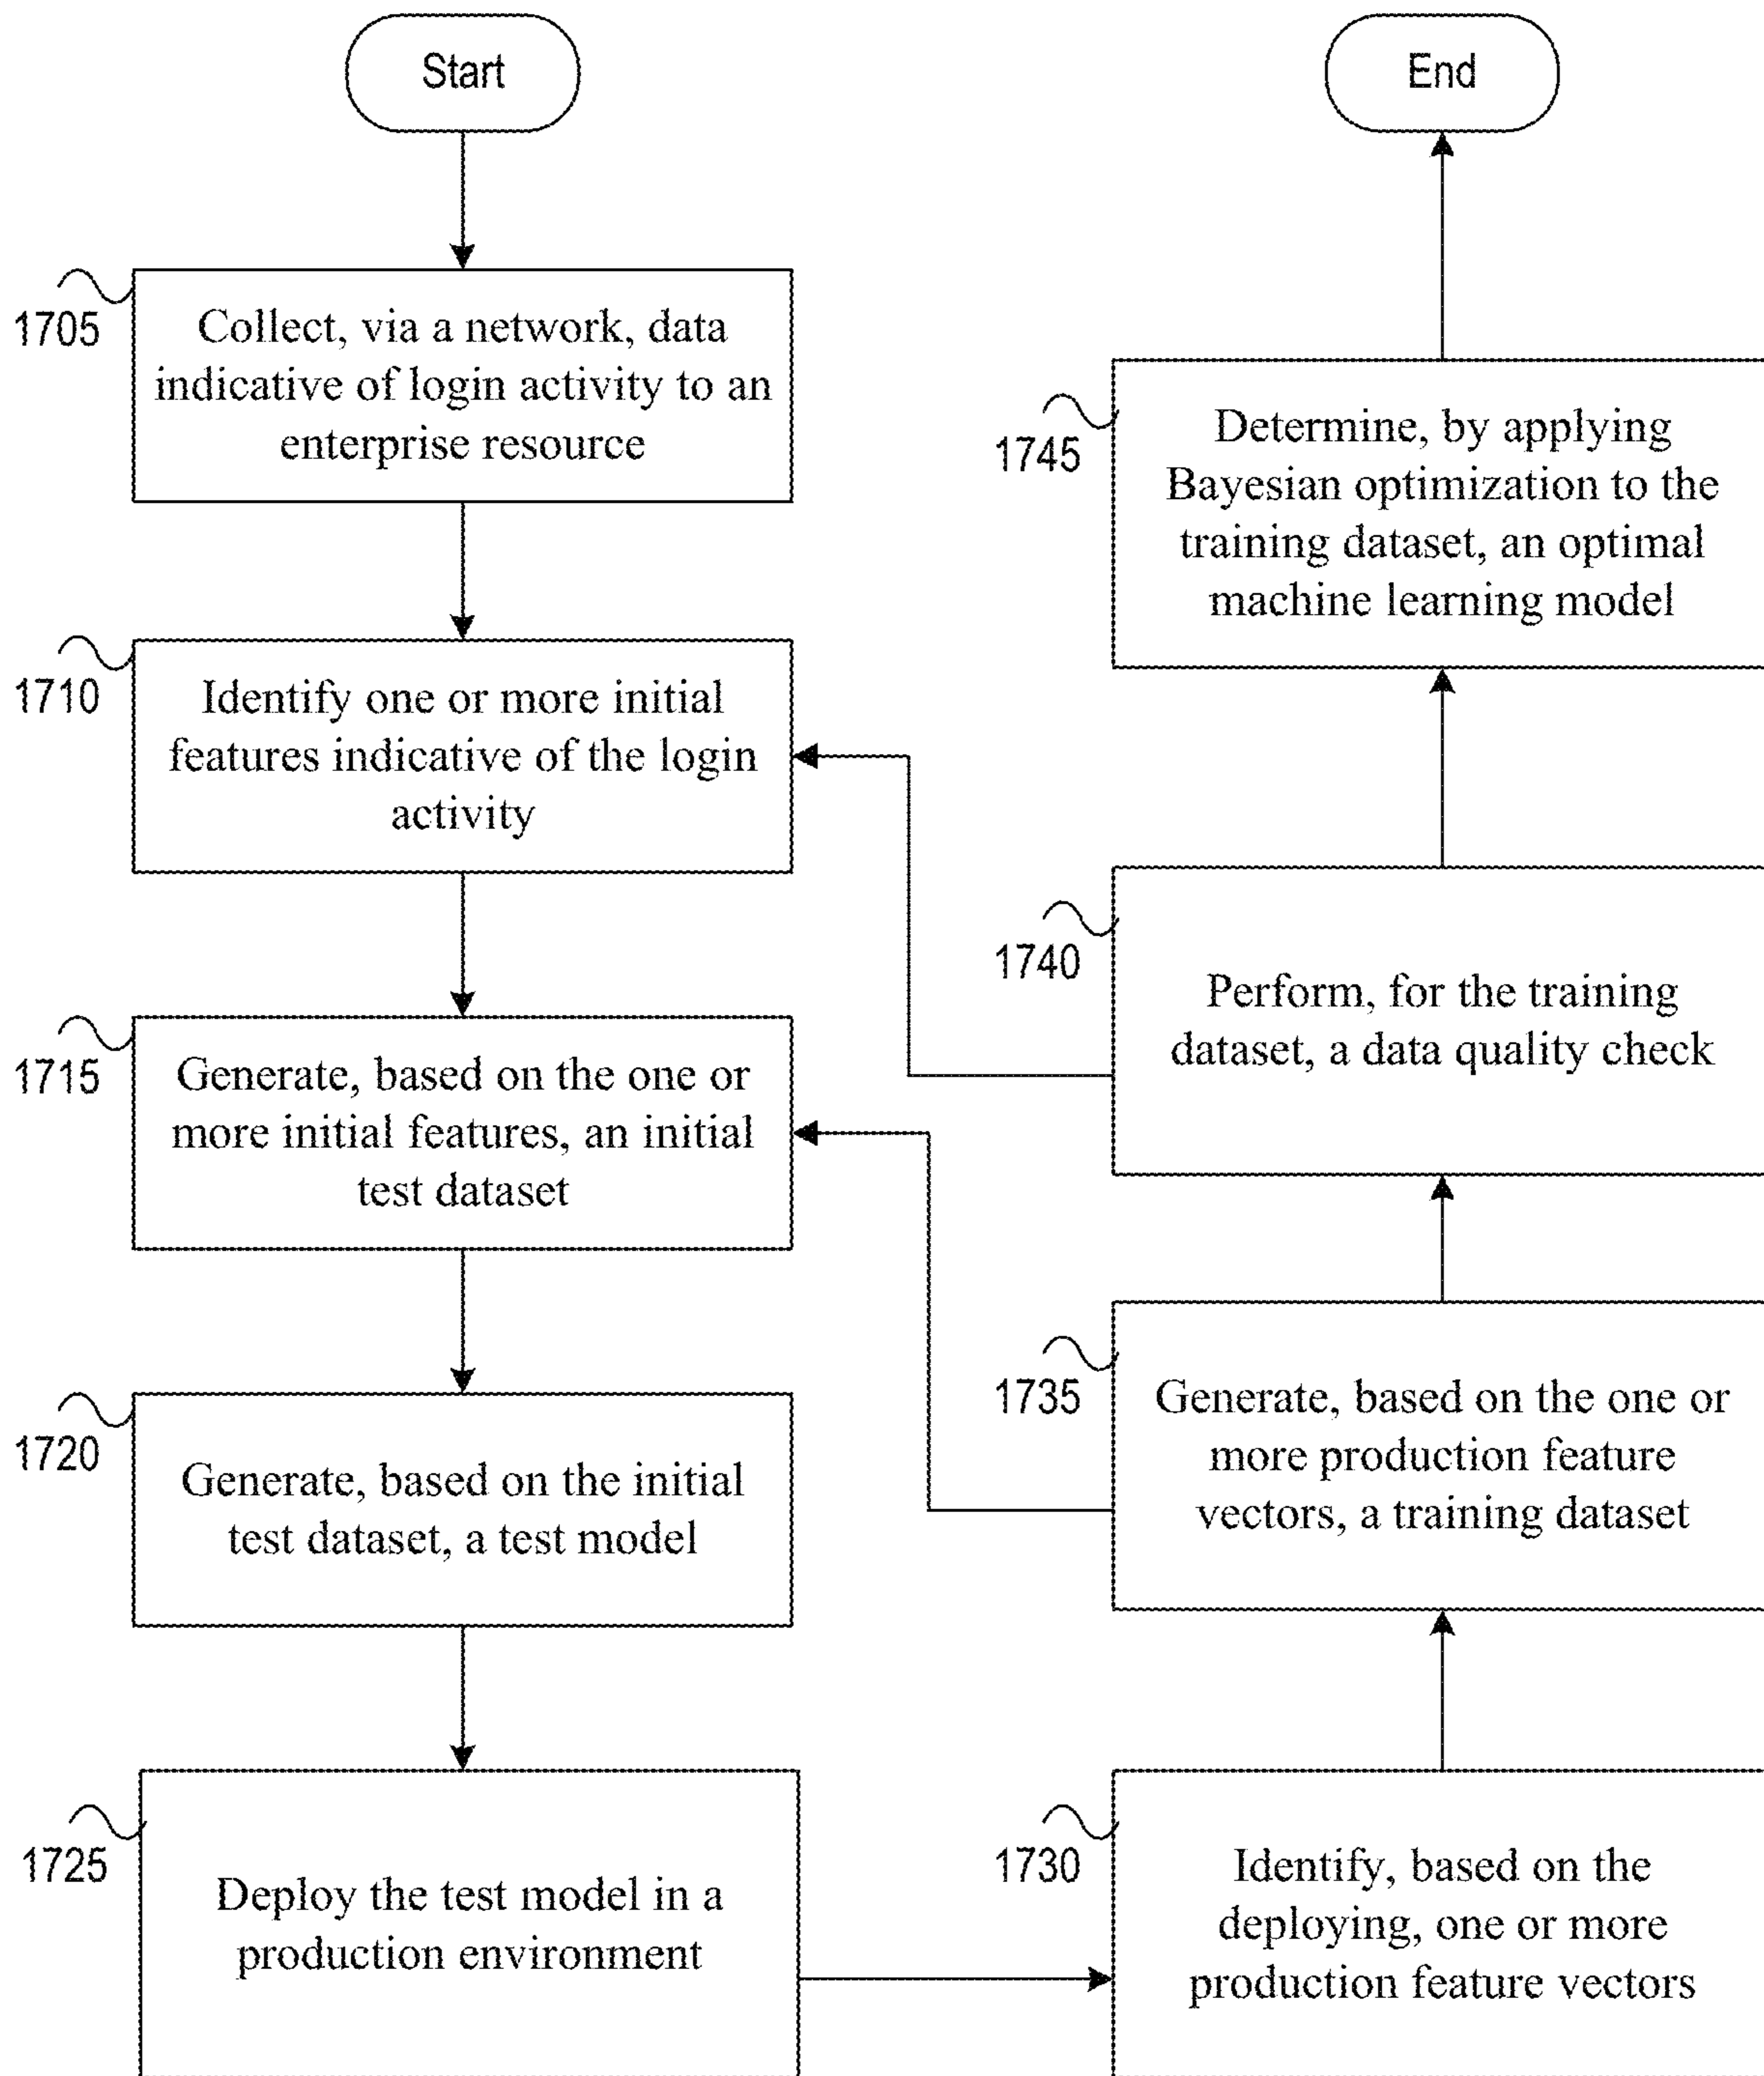 Start
1705
Collect, via a network, data
indicative of login activity to an
enterprise resource
1710
Identify one or more initial
features indicative of the login
activity
1715
Generate, based on the one or
more initial features, an initial
test dataset
1720
Generate, based on the initial
test dataset, a test model
1725
Deploy the test model in a
production environment
1730
Identify, based on the
deploying, one or more
production feature vectors
1735
Generate, based on the one or
more production feature
vectors, a training dataset
1740
Perform, for the training
dataset, a data quality check
1745
Determine, by applying
Bayesian optimization to the
training dataset, an optimal
machine learning model
End